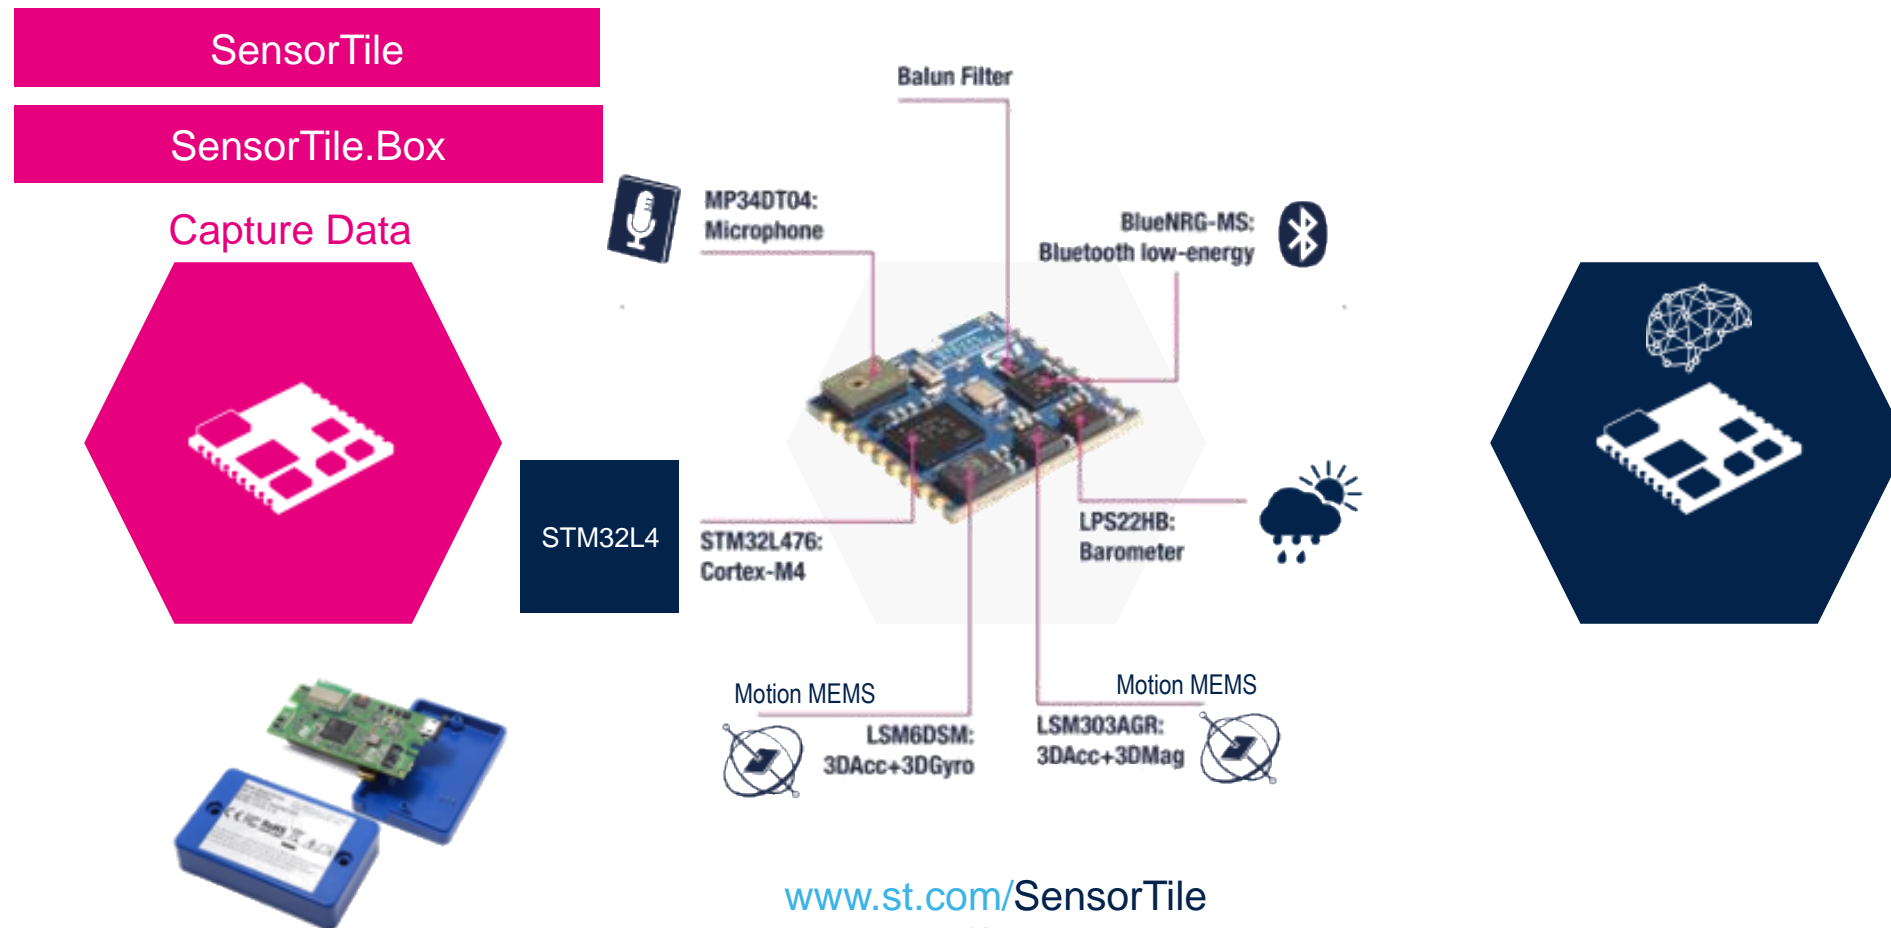 SensorTile
SensorTile.Box
Capture Data
Balun Filter
MP34DT04:
Microphone
BlueNRG-MS:
Bluetooth low-energy
STM32L4
STM32L476:
Cortex-M4
LPS22HB:
Barometer
Motion MEMS
LSM6DSM:
3DAcc+3DGyro
Motion MEMS
LSM303AGR:
3DAcc+3DMag
RoHS
www.st.com/SensorTile